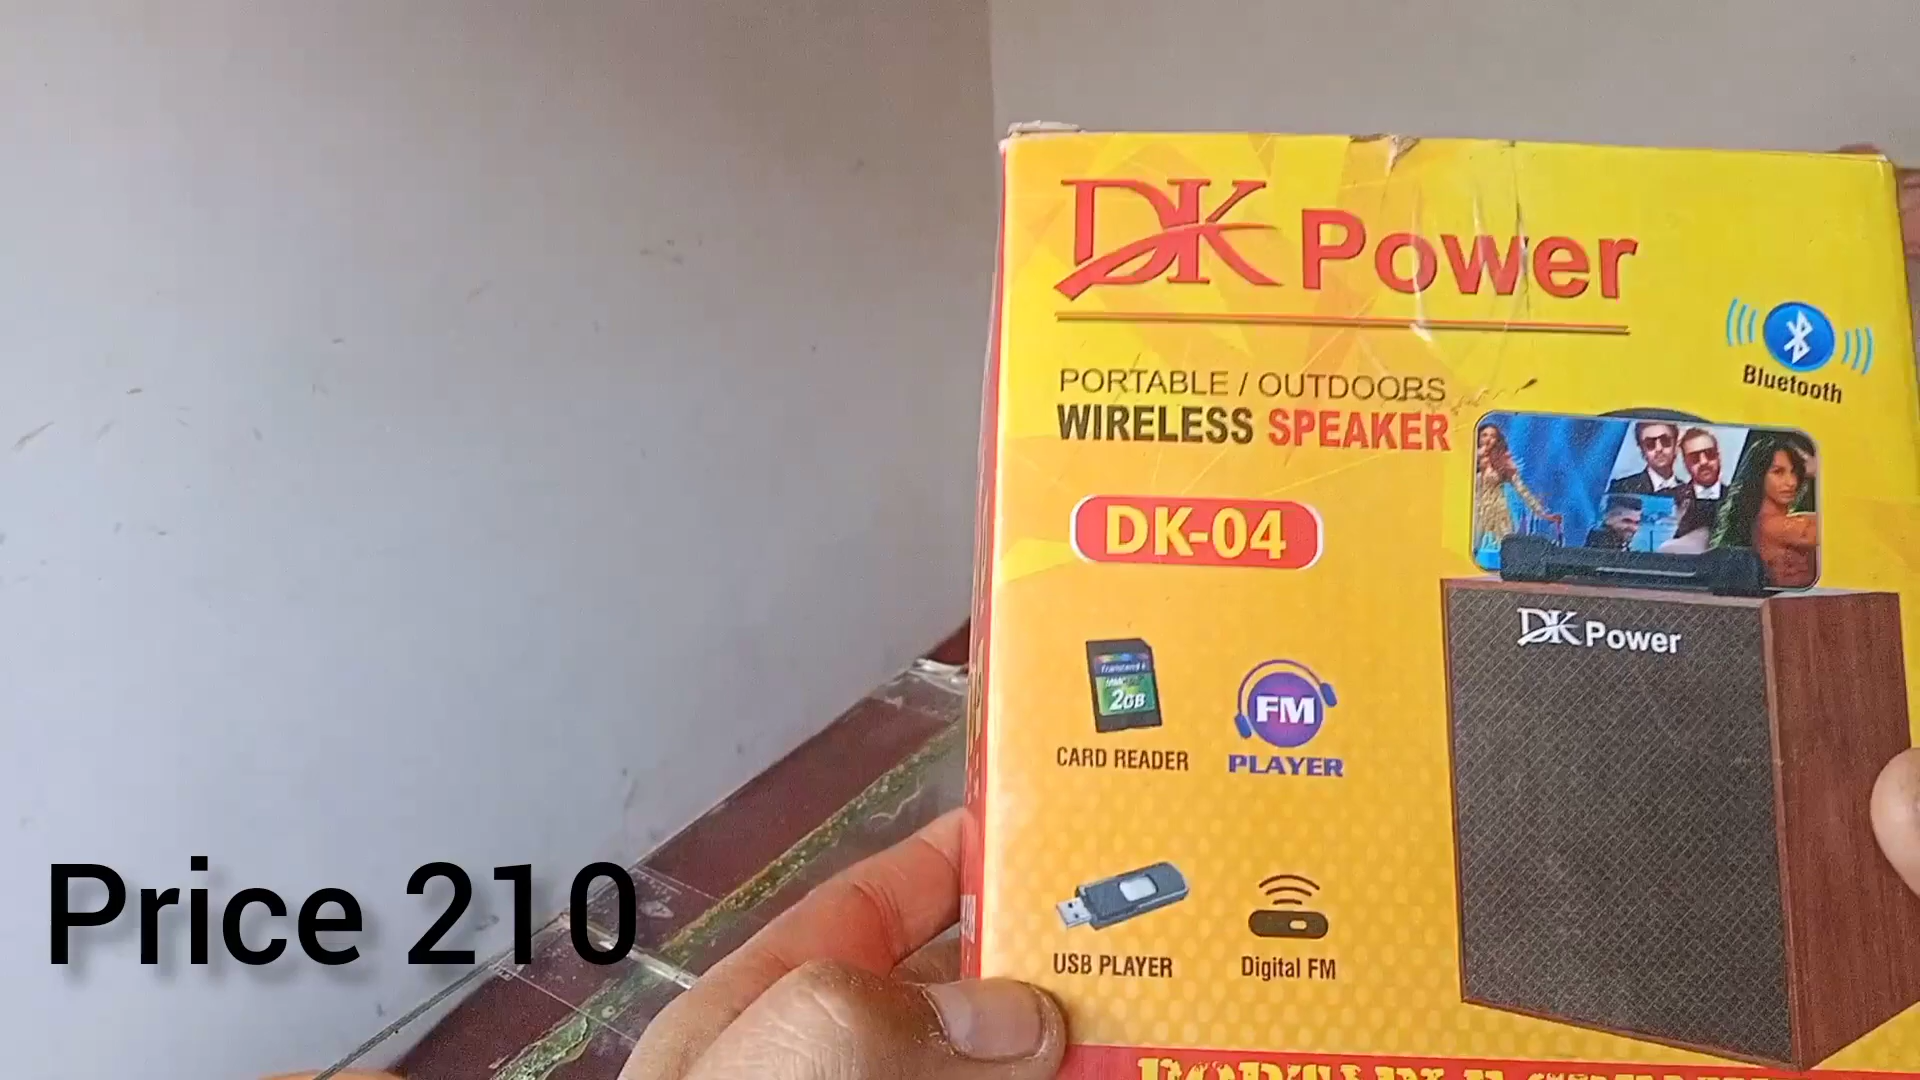 DK Power
Bluetooth
PORTABLE / OUTDOORS
WIRELESS SPEAKER
DK-04
DK Power
2GB
CARD READER
FM
PLAYER
USB PLAYER
Digital FM
Price 210